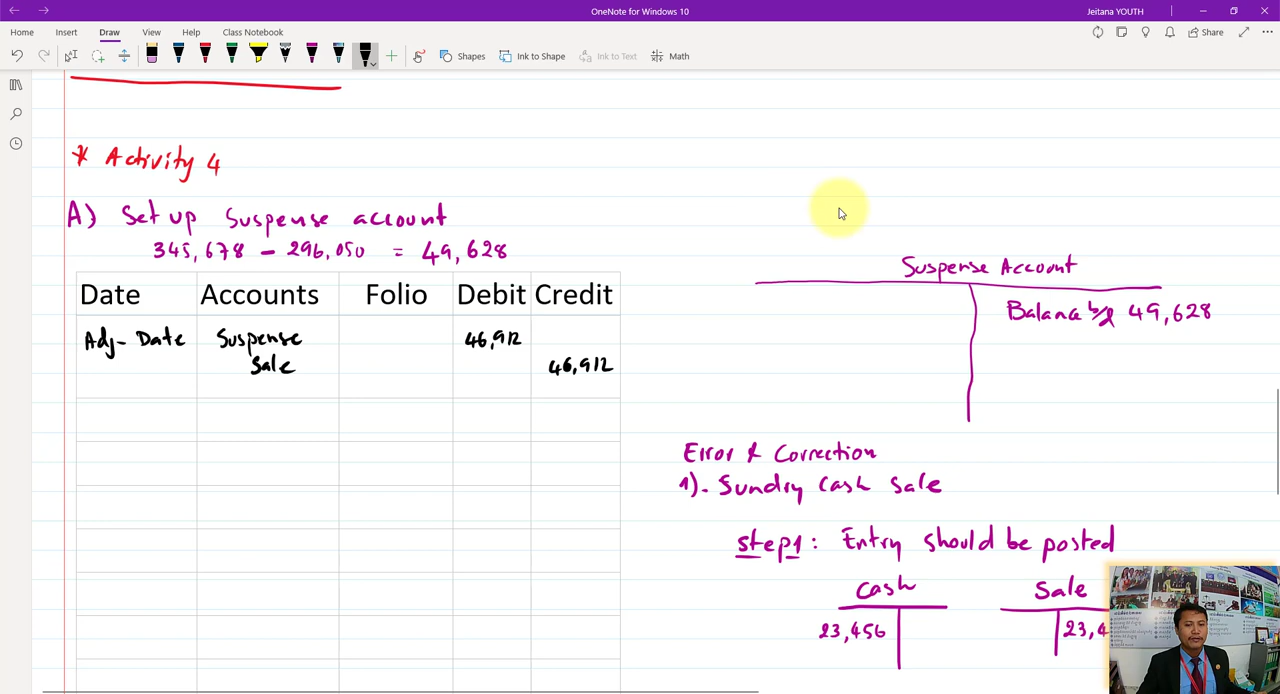 OneNote for Windows 10
Jeitana YOUTH
Home Insert Draw View Help Class Notebook
Share
Shapes Ink to Shape Ink to Text Math
* Activity 4
A) Set up Suspense account
345,678 - 296,050 = 49,628
Date Accounts Folio Debit Credit
Adj- Date Suspense 46,912
Sale 46,912
Suspense Account
Balance b/d 49,628
Error & Correction
1)- Sundry cash sale
step1: Entry should be posted
Cash Sale
23,456 23,4